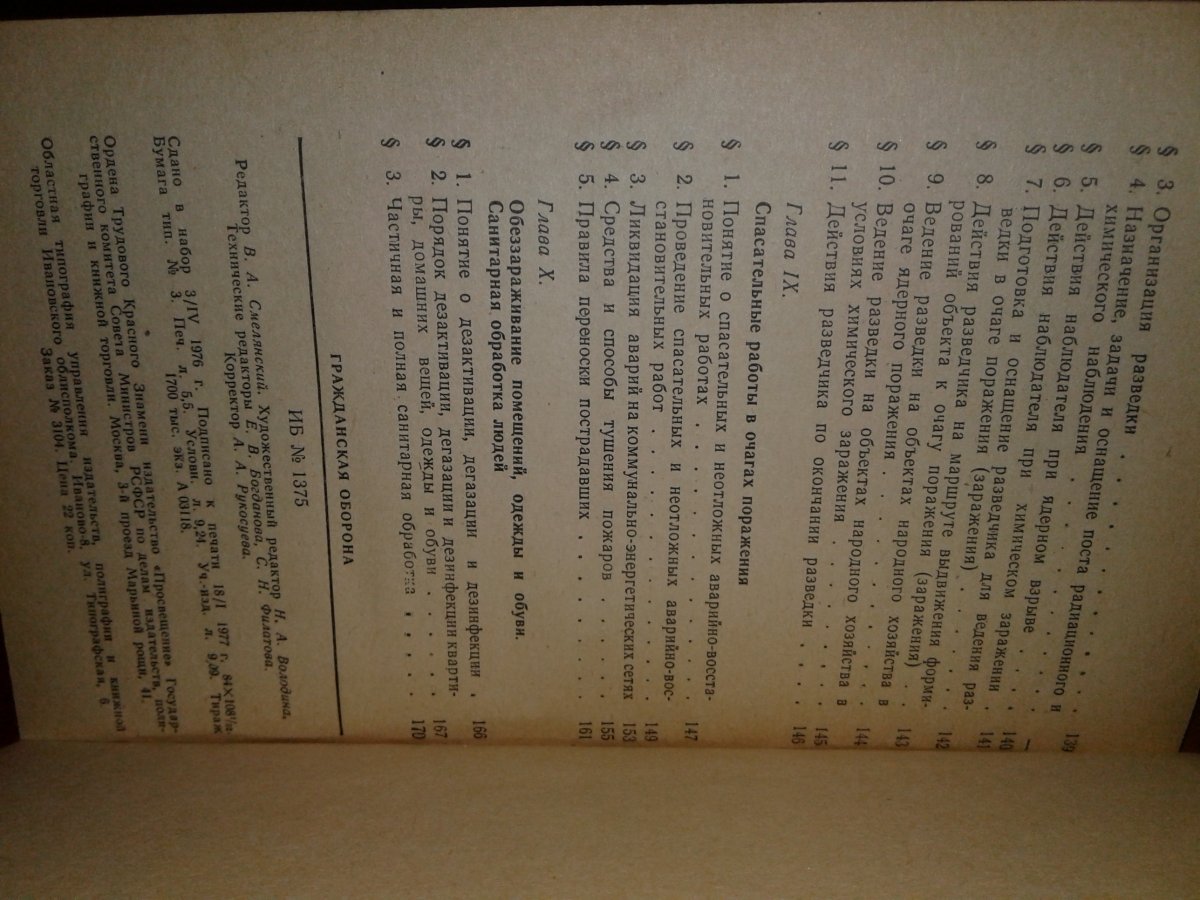 § 3. Организация разведки . . . . . .
§ 4. Назначение, задачи и оснащение поста радиационного и
химического наблюдения . . . . . . 139
§ 5. Действия наблюдателя при ядерном взрыве
§ 6. Действия наблюдателя при химическом заражении
§ 7. Подготовка и оснащение разведчика для ведения раз-
ведки в очаге поражения (заражения) . . . . 140
§ 8. Действия разведчика на маршруте выдвижения форми- 141
рований объекта к очагу поражения (заражения) . .
§ 9. Ведение разведки на объектах народного хозяйства в 142
очаге ядерного поражения . . . . . .
§ 10. Ведение разведки на объектах народного хозяйства в 143
условиях химического заражения . . . . . 144
§ 11. Действия разведчика по окончании разведки . . . 145
146
Глава IX.
Спасательные работы в очагах поражения
§ 1. Понятие о спасательных и неотложных аварийно-восста-
новительных работах . . . . . . . 147
§ 2. Проведение спасательных и неотложных аварийно-вос-
становительных работ . . . . . . . 149
§ 3. Ликвидация аварий на коммунально-энергетических сетях 153
§ 4. Средства и способы тушения пожаров . . . . 155
§ 5. Правила переноски пострадавших . . . . . 161
Глава X.
Обеззараживание помещений, одежды и обуви.
Санитарная обработка людей
§ 1. Понятие о дезактивации, дегазации и дезинфекции . 166
§ 2. Порядок дезактивации, дегазации и дезинфекции кварти-
ры, домашних вещей, одежды и обуви . . . . 167
§ 3. Частичная и полная санитарная обработка . . . . 170
ГРАЖДАНСКАЯ ОБОРОНА
ИБ № 1375
Редактор В. А. Смелянский. Художественный редактор Н. А. Володина.
Технические редакторы Е. В. Богданова, С. Н. Филатова.
Корректор А. А. Рукосуева.
Сдано в набор 3/IV 1976 г. Подписано к печати 18/I 1977 г. 84×108¹/₃₂.
Бумага тип. № 3. Печ. л. 5,5. Условн. л. 9,24. Уч.-изд. л. 9,09. Тираж
1700 тыс. экз. А 03118.
*
Ордена Трудового Красного Знамени издательство «Просвещение» Государ-
ственного комитета Совета Министров РСФСР по делам издательств, поли-
графии и книжной торговли. Москва, 3-й проезд Марьиной рощи, 41.
Областная типография управления издательств, полиграфии и книжной
торговли Ивановского облисполкома, Иваново-8, ул. Типографская, 6.
Заказ № 3104. Цена 22 коп.